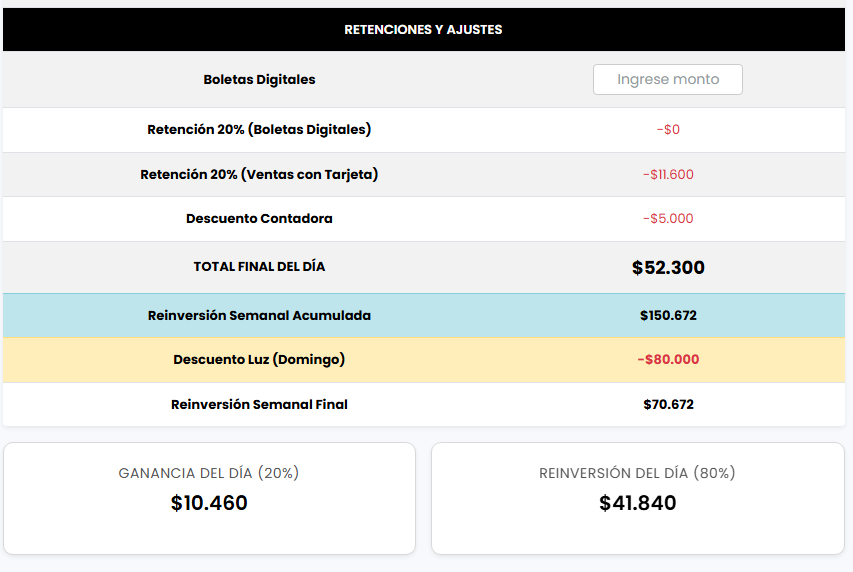 RETENCIONES Y AJUSTES
Boletas Digitales Ingrese monto
Retención 20% (Boletas Digitales) -$0
Retención 20% (Ventas con Tarjeta) -$11.600
Descuento Contadora -$5.000
TOTAL FINAL DEL DÍA $52.300
Reinversión Semanal Acumulada $150.672
Descuento Luz (Domingo) -$80.000
Reinversión Semanal Final $70.672
GANANCIA DEL DÍA (20%)
$10.460
REINVERSIÓN DEL DÍA (80%)
$41.840